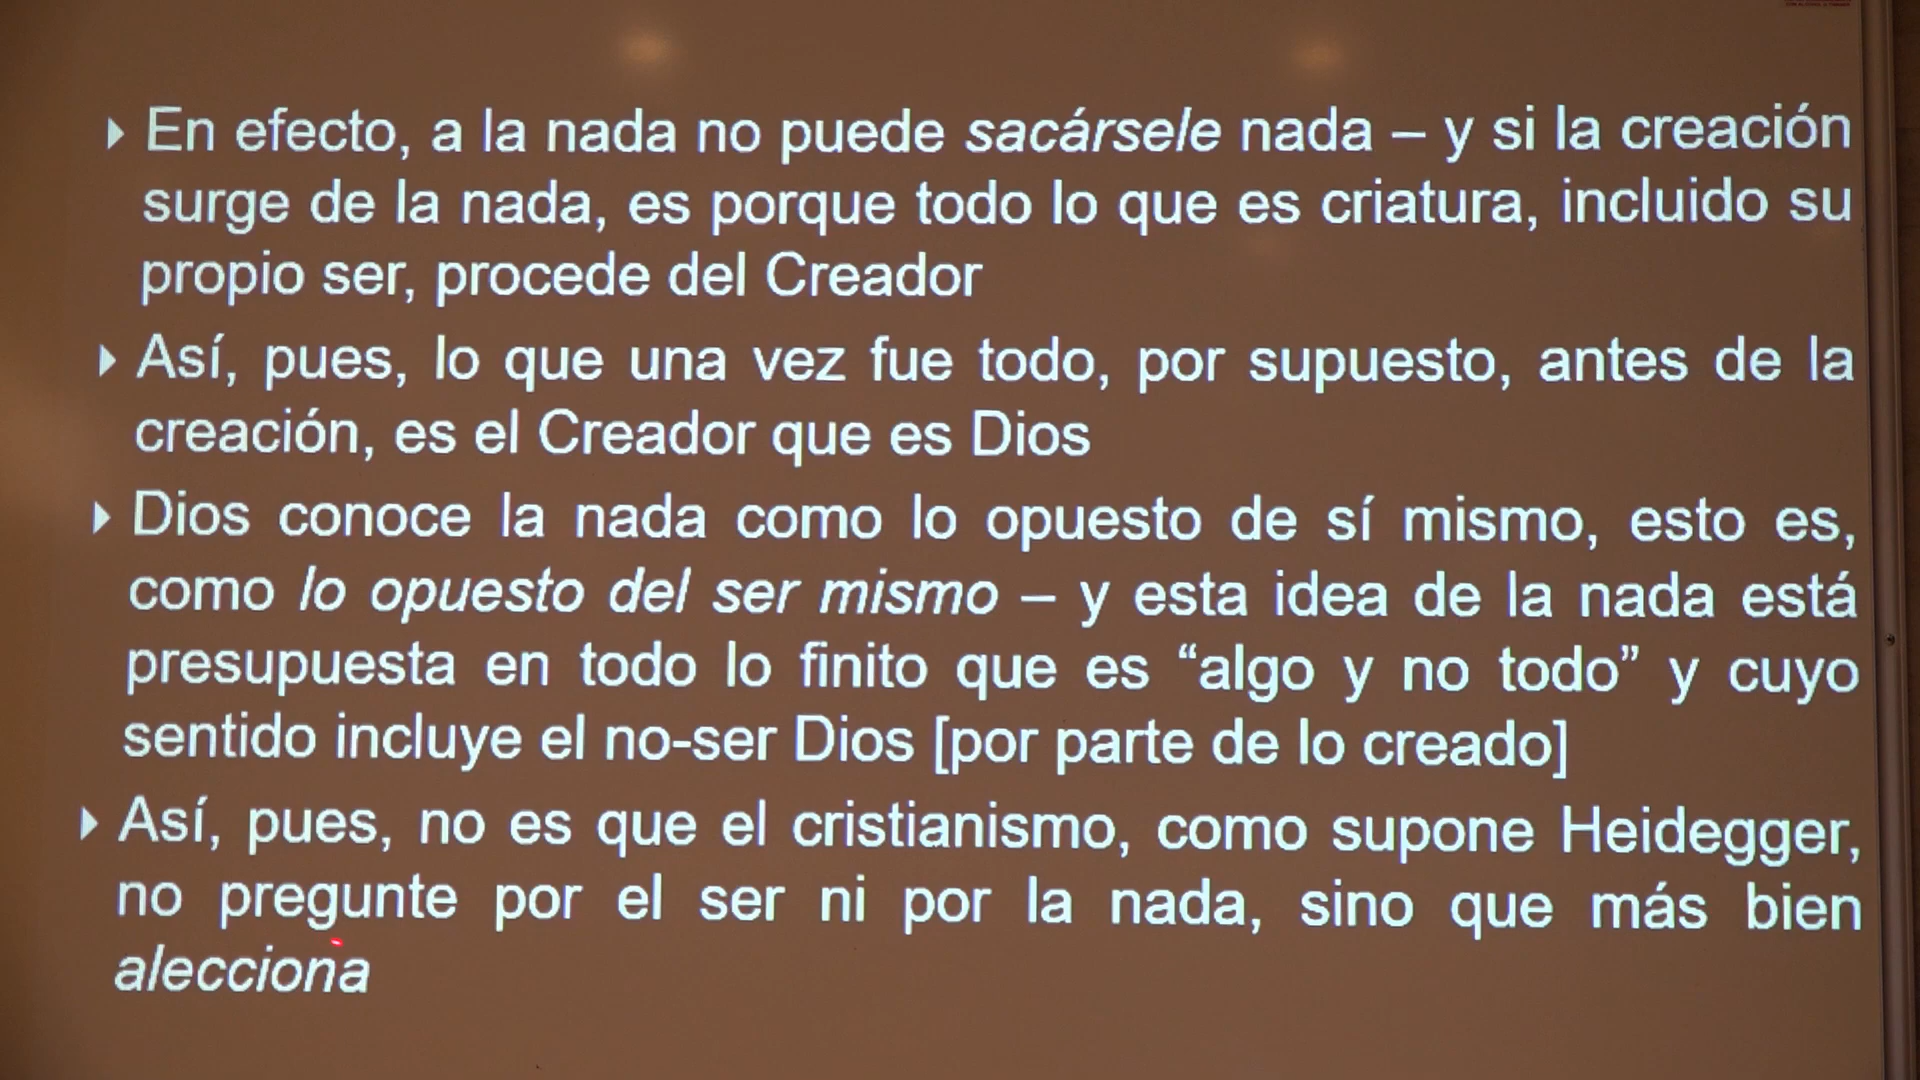 En efecto, a la nada no puede sacársele nada – y si la creación
surge de la nada, es porque todo lo que es criatura, incluido su
propio ser, procede del Creador
Así, pues, lo que una vez fue todo, por supuesto, antes de la
creación, es el Creador que es Dios
Dios conoce la nada como lo opuesto de sí mismo, esto es,
como lo opuesto del ser mismo – y esta idea de la nada está
presupuesta en todo lo finito que es “algo y no todo” y cuyo
sentido incluye el no-ser Dios [por parte de lo creado]
Así, pues, no es que el cristianismo, como supone Heidegger,
no pregunte por el ser ni por la nada, sino que más bien
alecciona